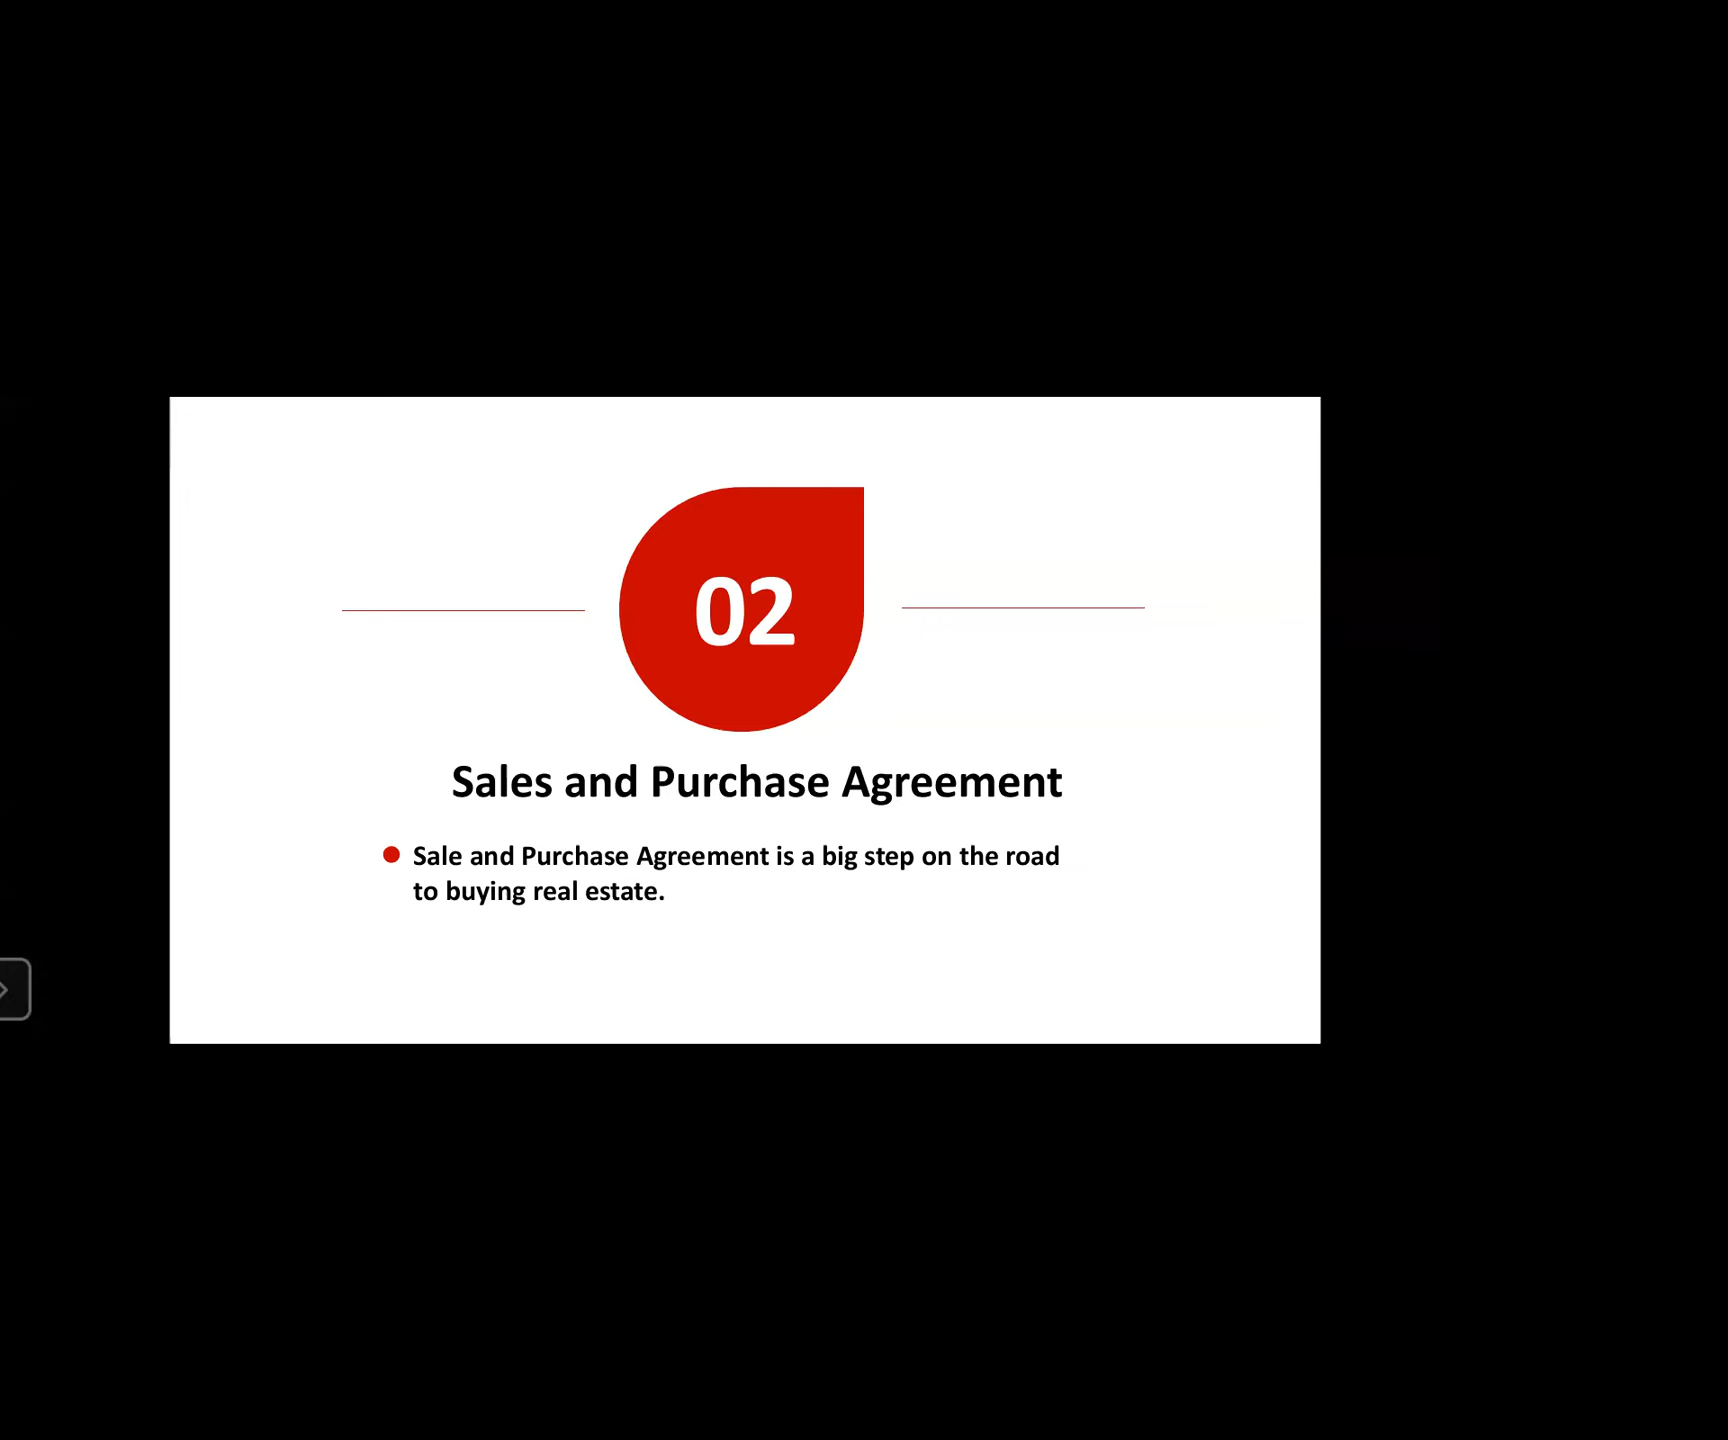 02
Sales and Purchase Agreement
Sale and Purchase Agreement is a big step on the road
to buying real estate.